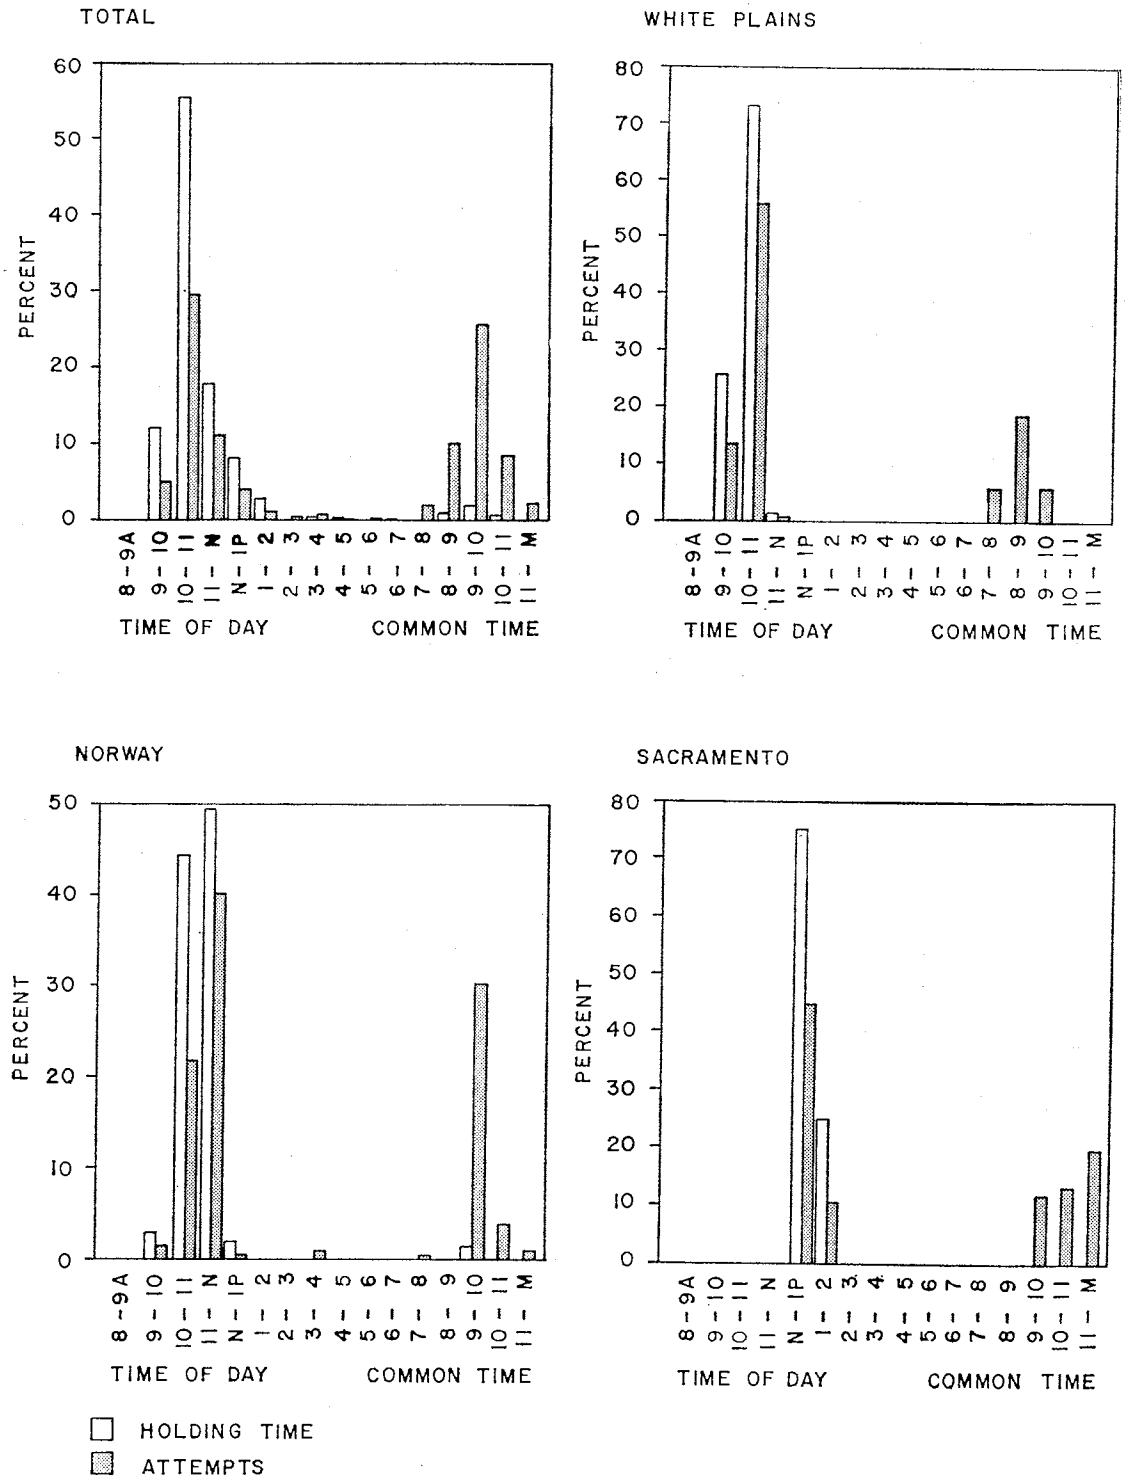 TOTAL
60
50
40
30
20
10
0
PERCENT
8-9A
9-10
10-11
11-N
N-1P
1-2
2-3
3-4
4-5
5-6
6-7
7-8
8-9
9-10
10-11
11-M
TIME OF DAY
COMMON TIME
WHITE PLAINS
80
70
60
50
40
30
20
10
0
PERCENT
8-9A
9-10
10-11
11-N
N-1P
1-2
2-3
3-4
4-5
5-6
6-7
7-8
8-9
9-10
10-11
11-M
TIME OF DAY
COMMON TIME
NORWAY
50
40
30
20
10
0
PERCENT
8-9A
9-10
10-11
11-N
N-1P
1-2
2-3
3-4
4-5
5-6
6-7
7-8
8-9
9-10
10-11
11-M
TIME OF DAY
COMMON TIME
SACRAMENTO
80
70
60
50
40
30
20
10
0
PERCENT
8-9A
9-10
10-11
11-N
N-1P
1-2
2-3
3-4
4-5
5-6
6-7
7-8
8-9
9-10
10-11
11-M
TIME OF DAY
COMMON TIME
HOLDING TIME
ATTEMPTS